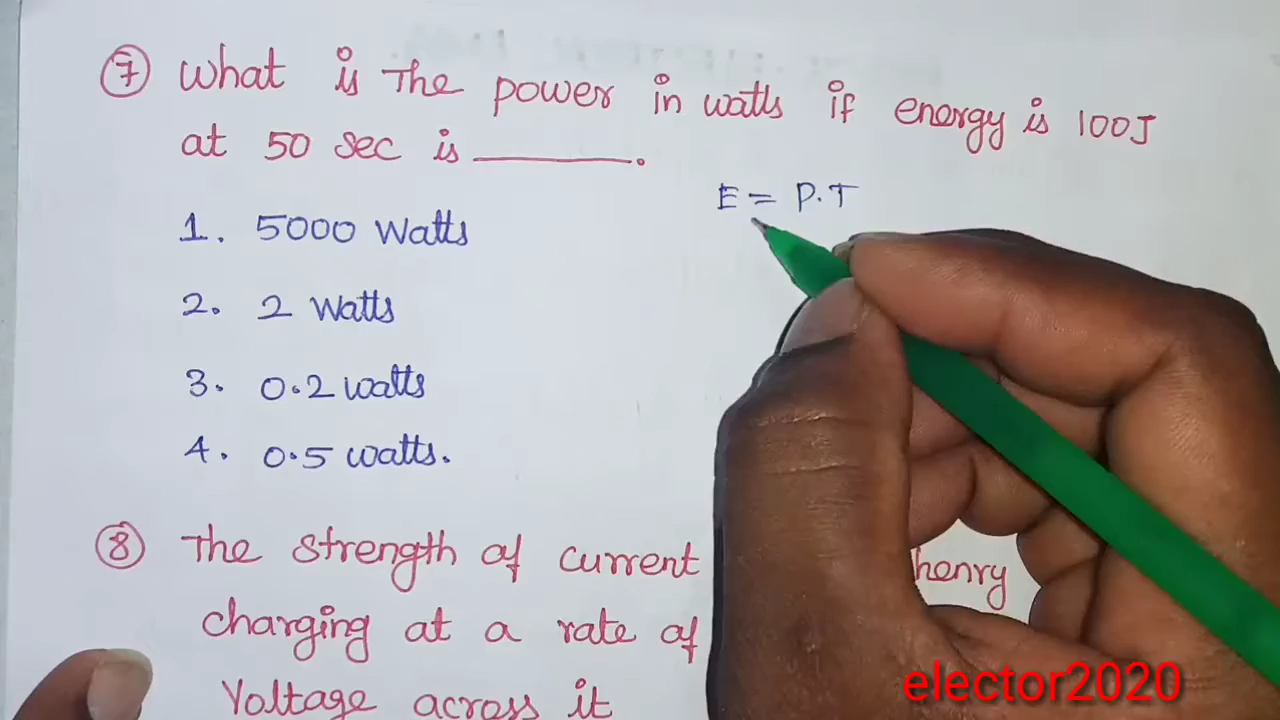 7 What is The power in watts if energy is 100J
at 50 sec is ______.
E = P.T
1. 5000 Watts
2. 2 Watts
3. 0.2 watts
4. 0.5 watts.
8 The strength of current henry
charging at a rate of
Voltage across it
elector2020